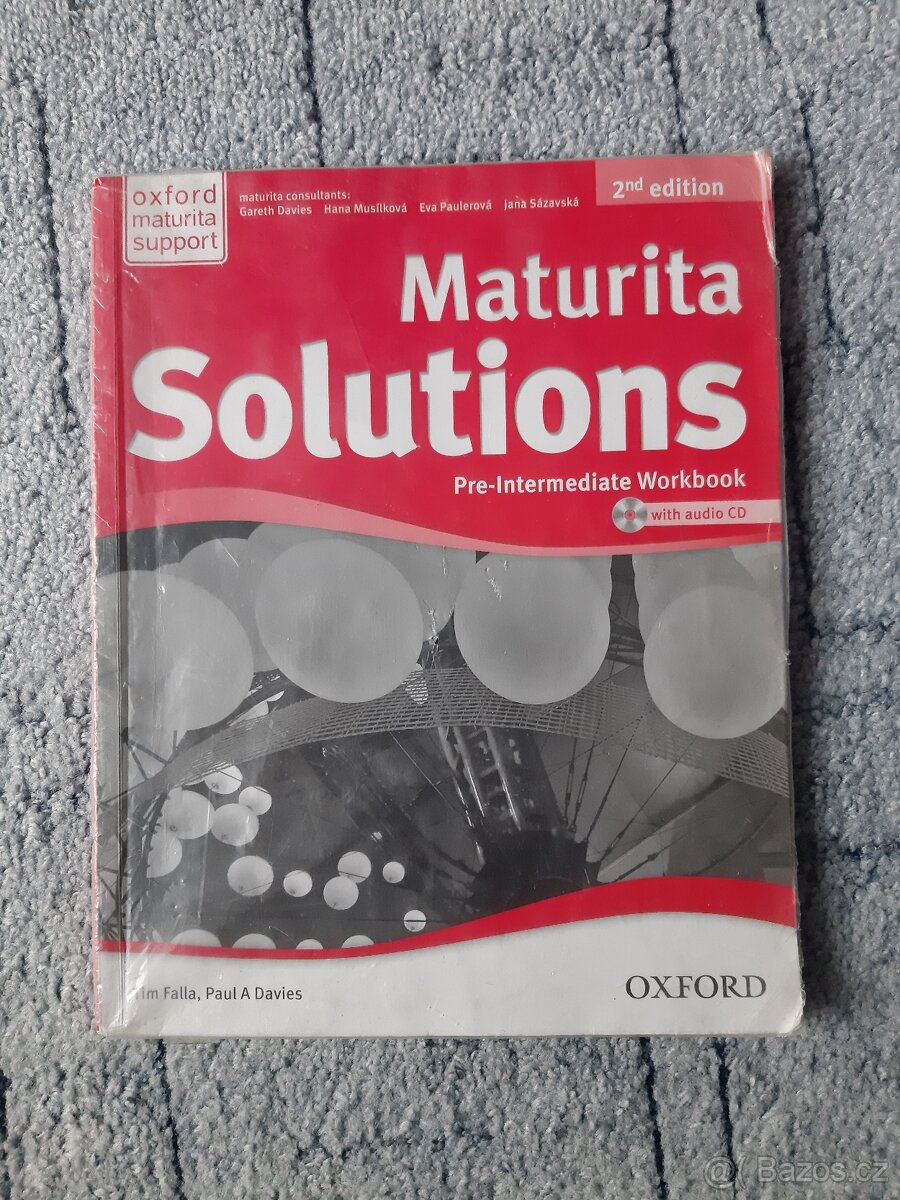 oxford
maturita
support
maturita consultants:
Gareth Davies Hana Musílková Eva Paulerová Jana Sázavská
2nd edition
Maturita
Solutions
Pre-Intermediate Workbook
with audio CD
Tim Falla, Paul A Davies
OXFORD
@( Bazos.cz